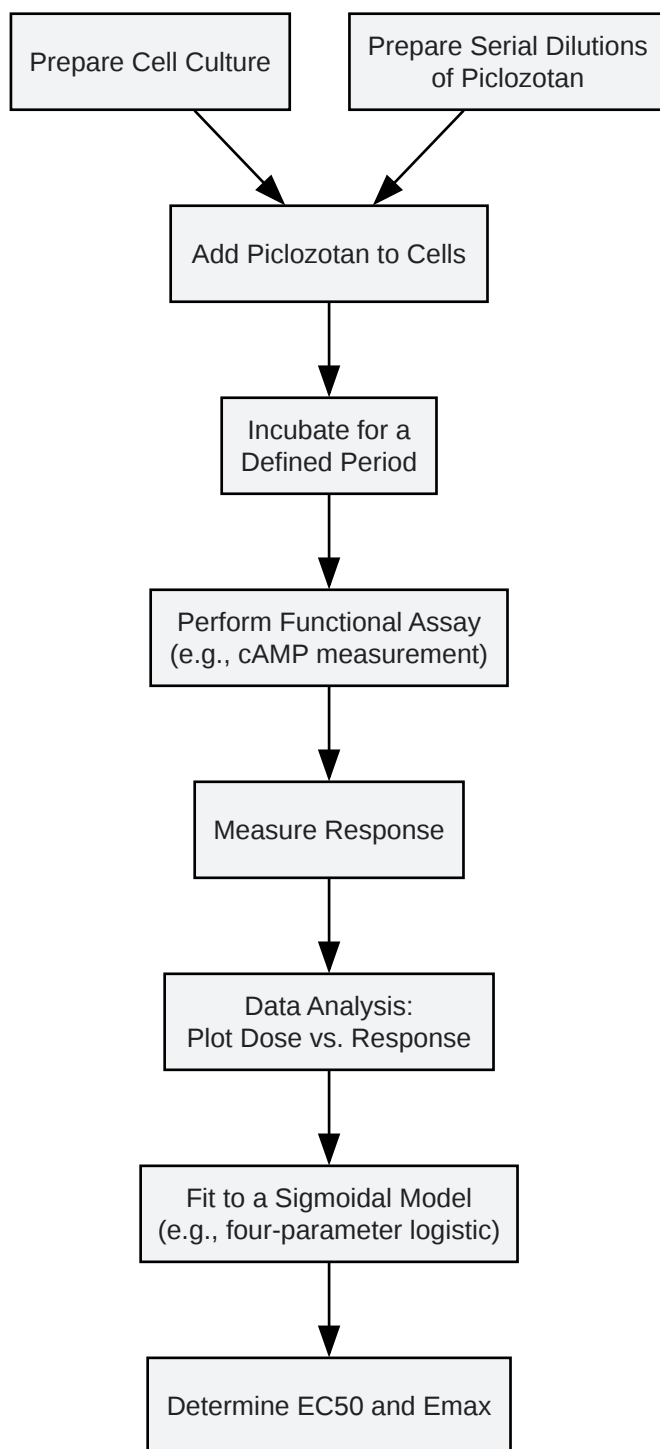 Prepare Cell Culture
Prepare Serial Dilutions
of Piclozotan
Add Piclozotan to Cells
Incubate for a
Defined Period
Perform Functional Assay
(e.g., cAMP measurement)
Measure Response
Data Analysis:
Plot Dose vs. Response
Fit to a Sigmoidal Model
(e.g., four-parameter logistic)
Determine EC50 and Emax